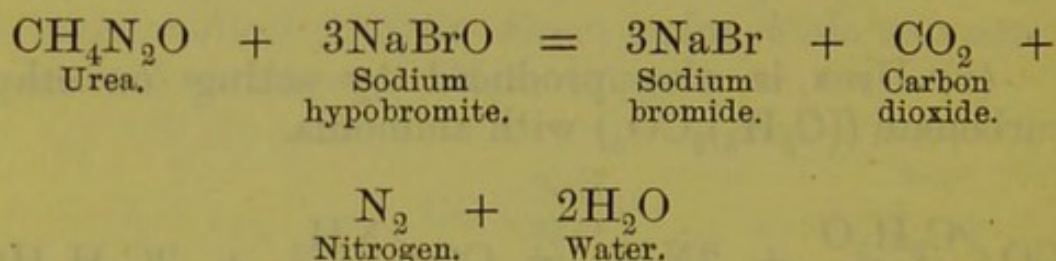 CH₄N₂O + 3NaBrO = 3NaBr + CO₂ +
Urea. Sodium Sodium Carbon
hypobromite. bromide. dioxide.
N₂ + 2H₂O
Nitrogen. Water.